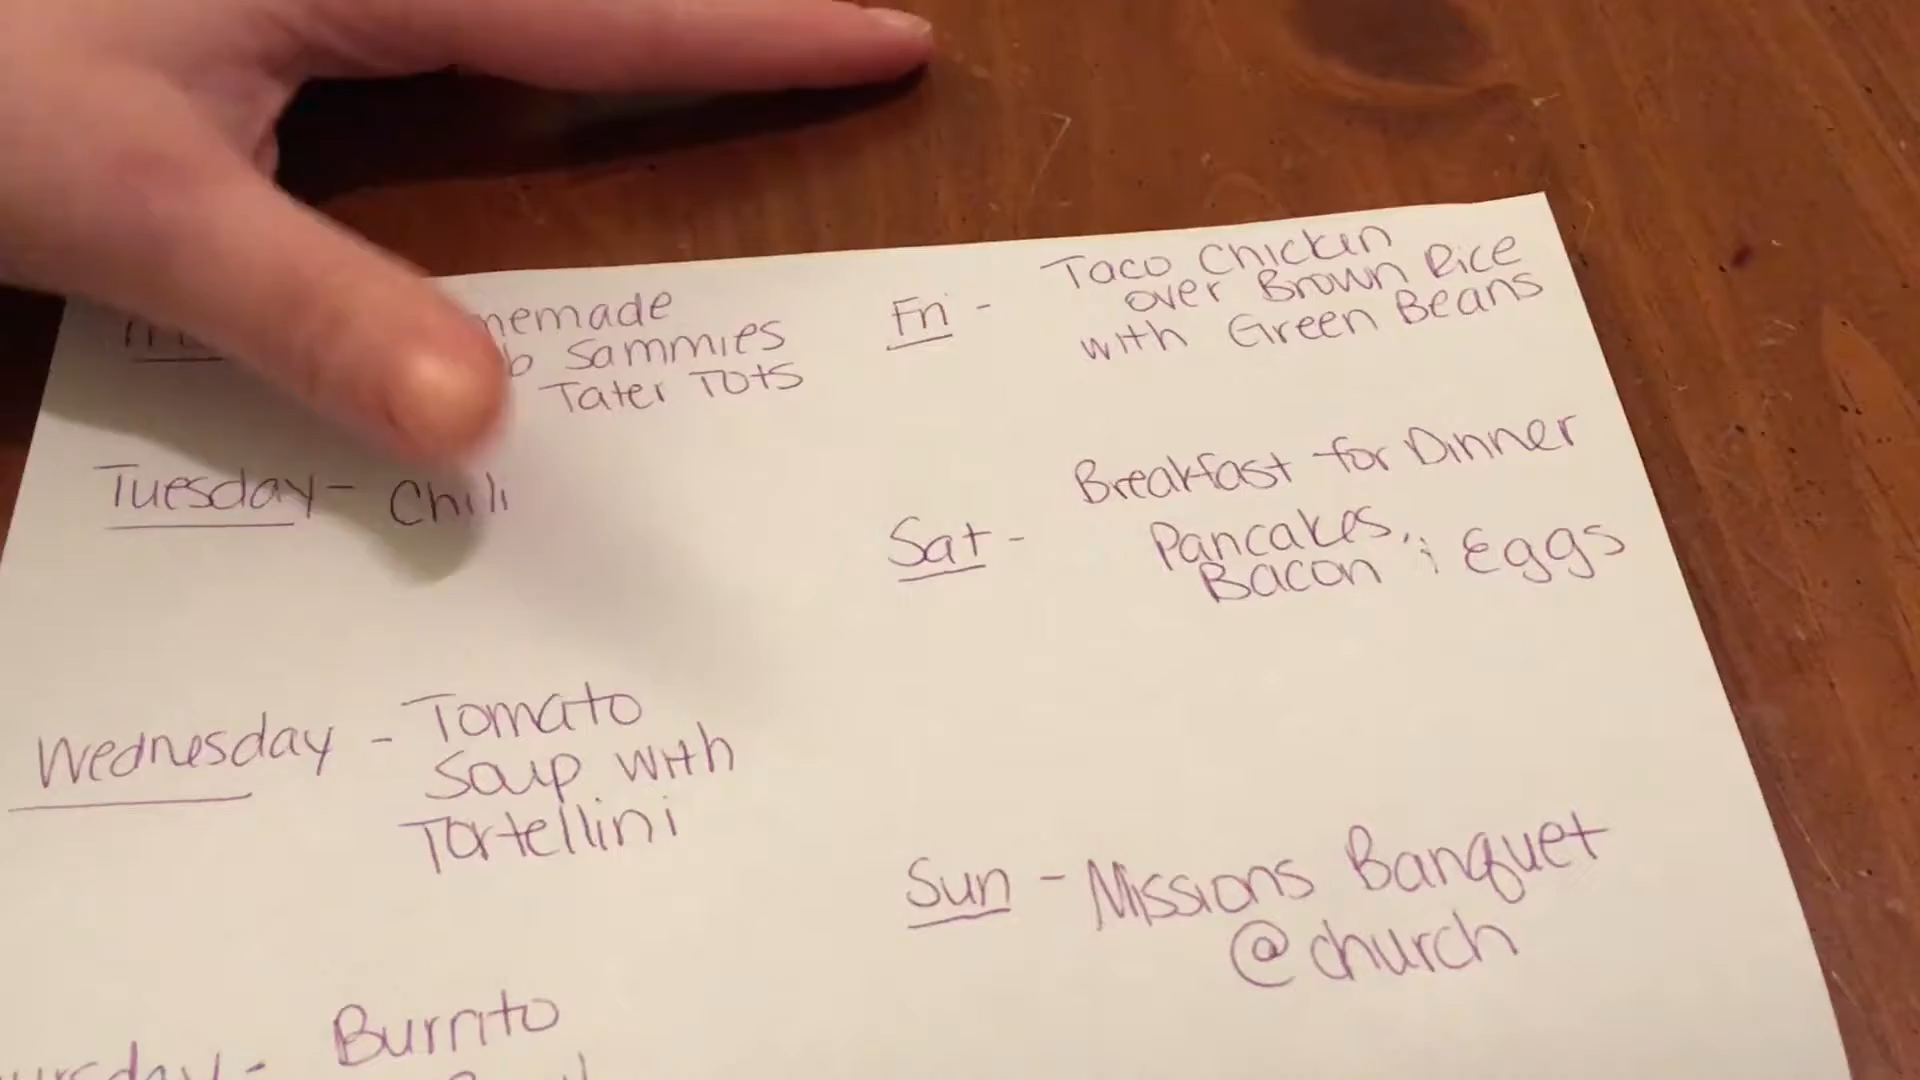 Sammies
Tater Tots
Tuesday - Chili
Wednesday - Tomato
Soup with
Tortellini
Burrito
Fri - Taco Chicken
over Brown Rice
with Green Beans
Sat - Breakfast for Dinner
Pancakes,
Bacon & Eggs
Sun - Missions Banquet
@church